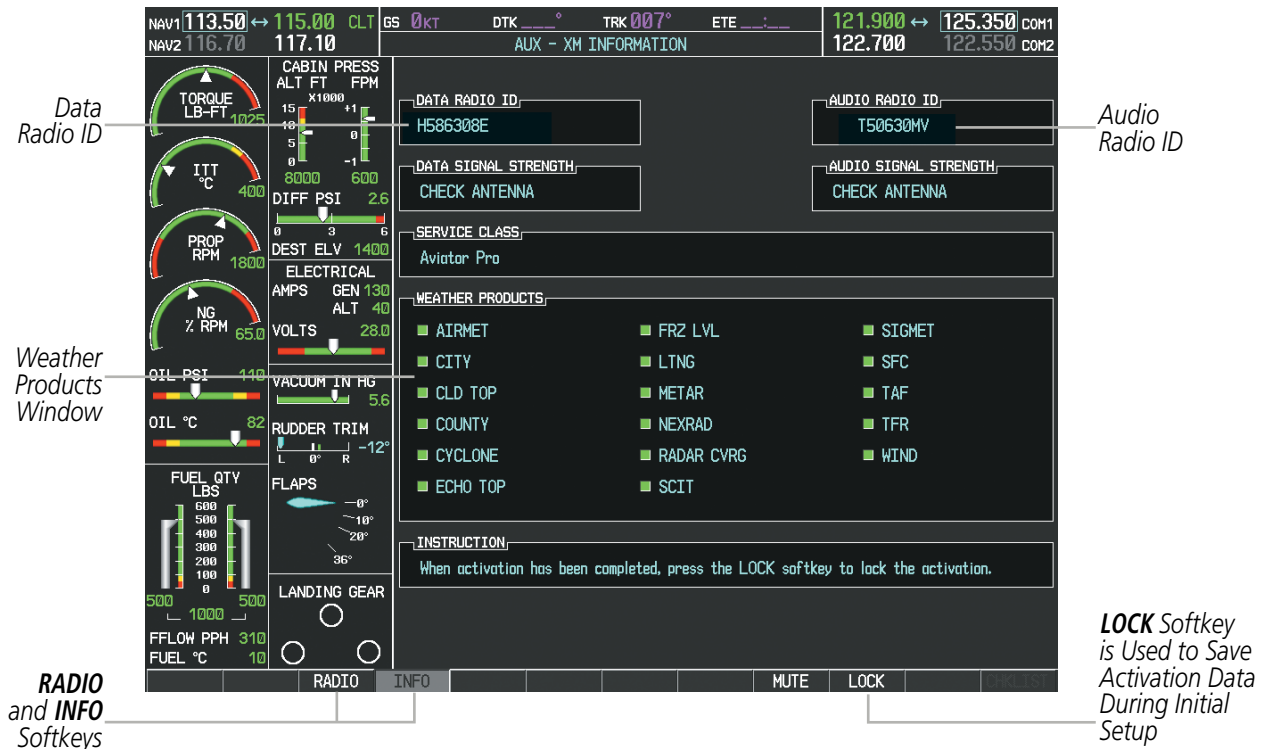 NAV1 113.50 ↔ 115.00 CLT
NAV2 116.70 117.10
GS 0KT DTK ___° TRK 007° ETE __:__
AUX - XM INFORMATION
121.900 ↔ 125.350 COM1
122.700 122.550 COM2
TORQUE
LB-FT 1025
ITT
°C 400
PROP
RPM 1800
NG
% RPM 65.0
OIL PSI 110
OIL °C 82
FUEL QTY
LBS
600
500
400
300
200
100
0
500 500
1000
FFLOW PPH 310
FUEL °C 10
CABIN PRESS
ALT FT FPM
X1000
15 +1
10
5 0
0 -1
8000 600
DIFF PSI 2.6
0 3 6
DEST ELV 1400
ELECTRICAL
AMPS GEN 130
ALT 40
VOLTS 28.0
VACUUM IN HG
5.6
RUDDER TRIM
-12°
L 0° R
FLAPS
0°
10°
20°
36°
LANDING GEAR
DATA RADIO ID
H586308E
AUDIO RADIO ID
T50630MV
DATA SIGNAL STRENGTH
CHECK ANTENNA
AUDIO SIGNAL STRENGTH
CHECK ANTENNA
SERVICE CLASS
Aviator Pro
WEATHER PRODUCTS
AIRMET FRZ LVL SIGMET
CITY LTNG SFC
CLD TOP METAR TAF
COUNTY NEXRAD TFR
CYCLONE RADAR CVRG WIND
ECHO TOP SCIT
INSTRUCTION
When activation has been completed, press the LOCK softkey to lock the activation.
RADIO INFO MUTE LOCK CHKLIST
Data
Radio ID
Audio
Radio ID
Weather
Products
Window
RADIO
and INFO
Softkeys
LOCK Softkey
is Used to Save
Activation Data
During Initial
Setup